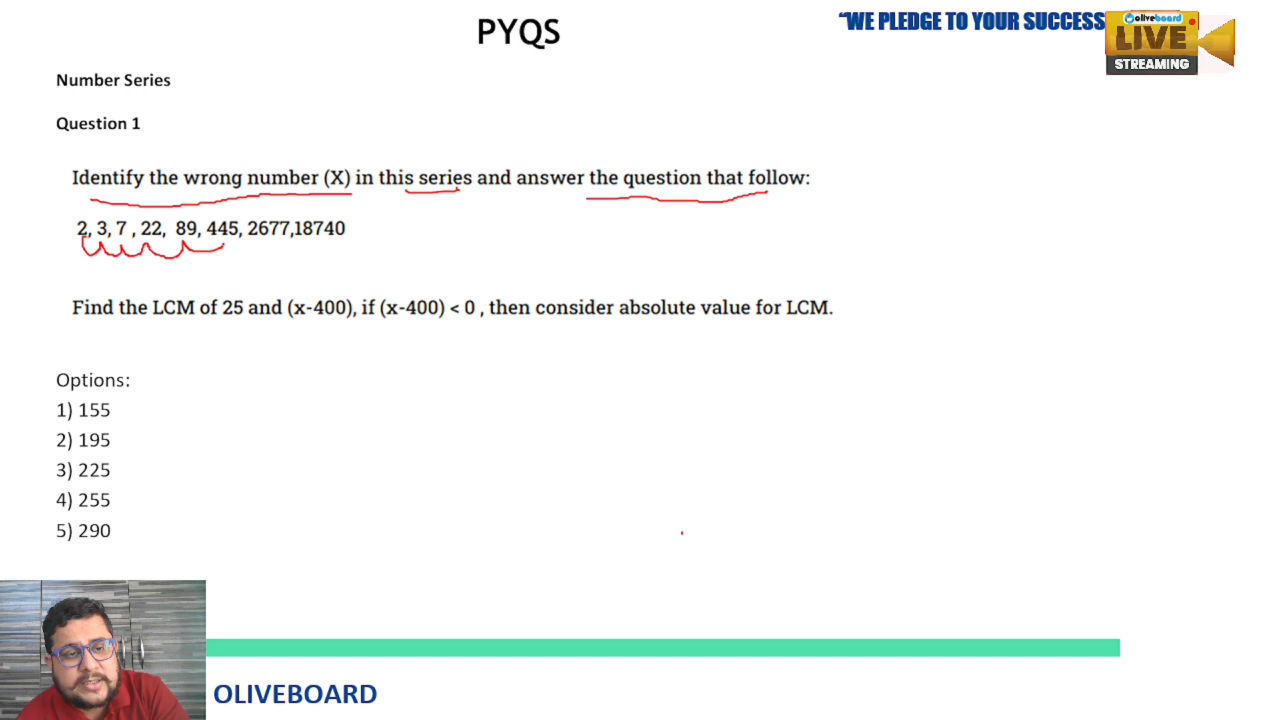 PYQS
“WE PLEDGE TO YOUR SUCCESS
oliveboard
LIVE
STREAMING
Number Series
Question 1
Identify the wrong number (X) in this series and answer the question that follow:
2, 3, 7 , 22, 89, 445, 2677,18740
Find the LCM of 25 and (x-400), if (x-400) < 0 , then consider absolute value for LCM.
Options:
1) 155
2) 195
3) 225
4) 255
5) 290
OLIVEBOARD